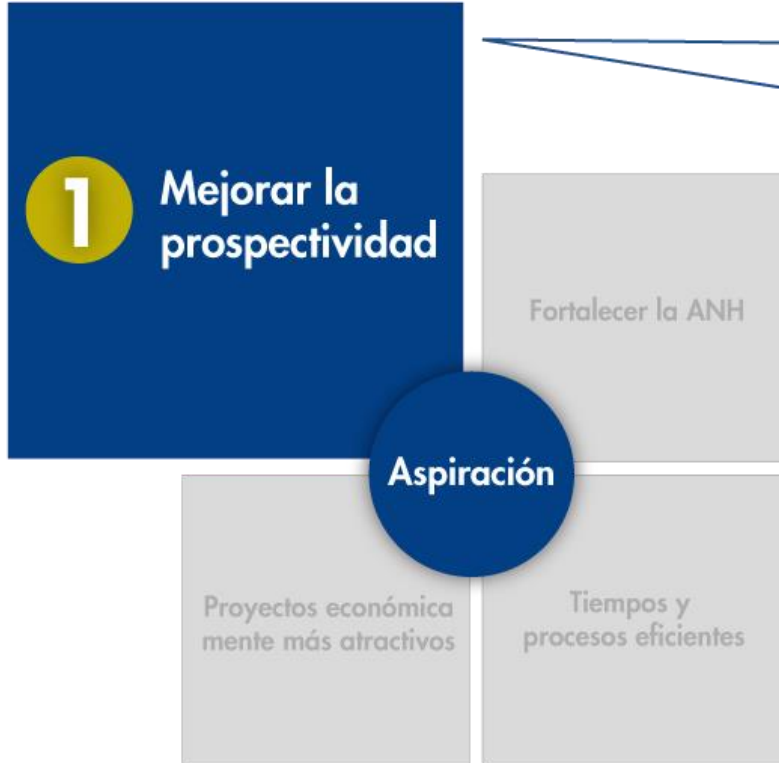 1
Mejorar la
prospectividad
Fortalecer la ANH
Aspiración
Proyectos económica
mente más atractivos
Tiempos y
procesos eficientes